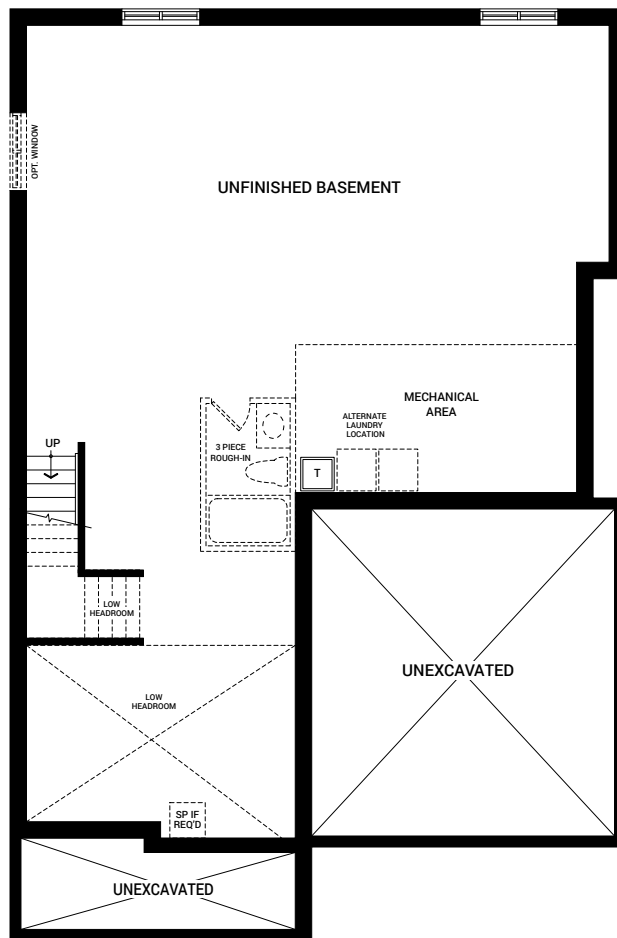 OPT. WINDOW
UNFINISHED BASEMENT
MECHANICAL
AREA
ALTERNATE
LAUNDRY
LOCATION
3 PIECE
ROUGH-IN
UP
T
LOW
HEADROOM
UNEXCAVATED
LOW
HEADROOM
SP IF
REQ'D
UNEXCAVATED